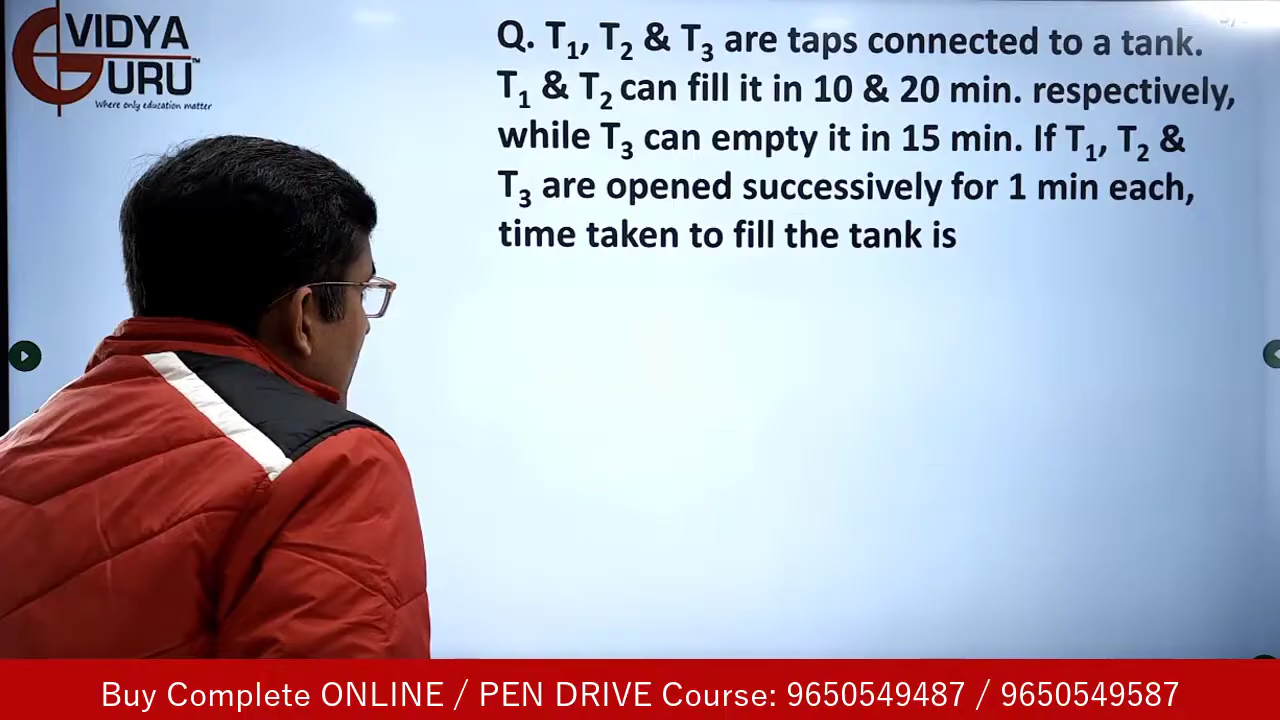 VIDYA
GURU™
Where only education matter
Q. T₁, T₂ & T₃ are taps connected to a tank.
T₁ & T₂ can fill it in 10 & 20 min. respectively,
while T₃ can empty it in 15 min. If T₁, T₂ &
T₃ are opened successively for 1 min each,
time taken to fill the tank is
Buy Complete ONLINE / PEN DRIVE Course: 9650549487 / 9650549587